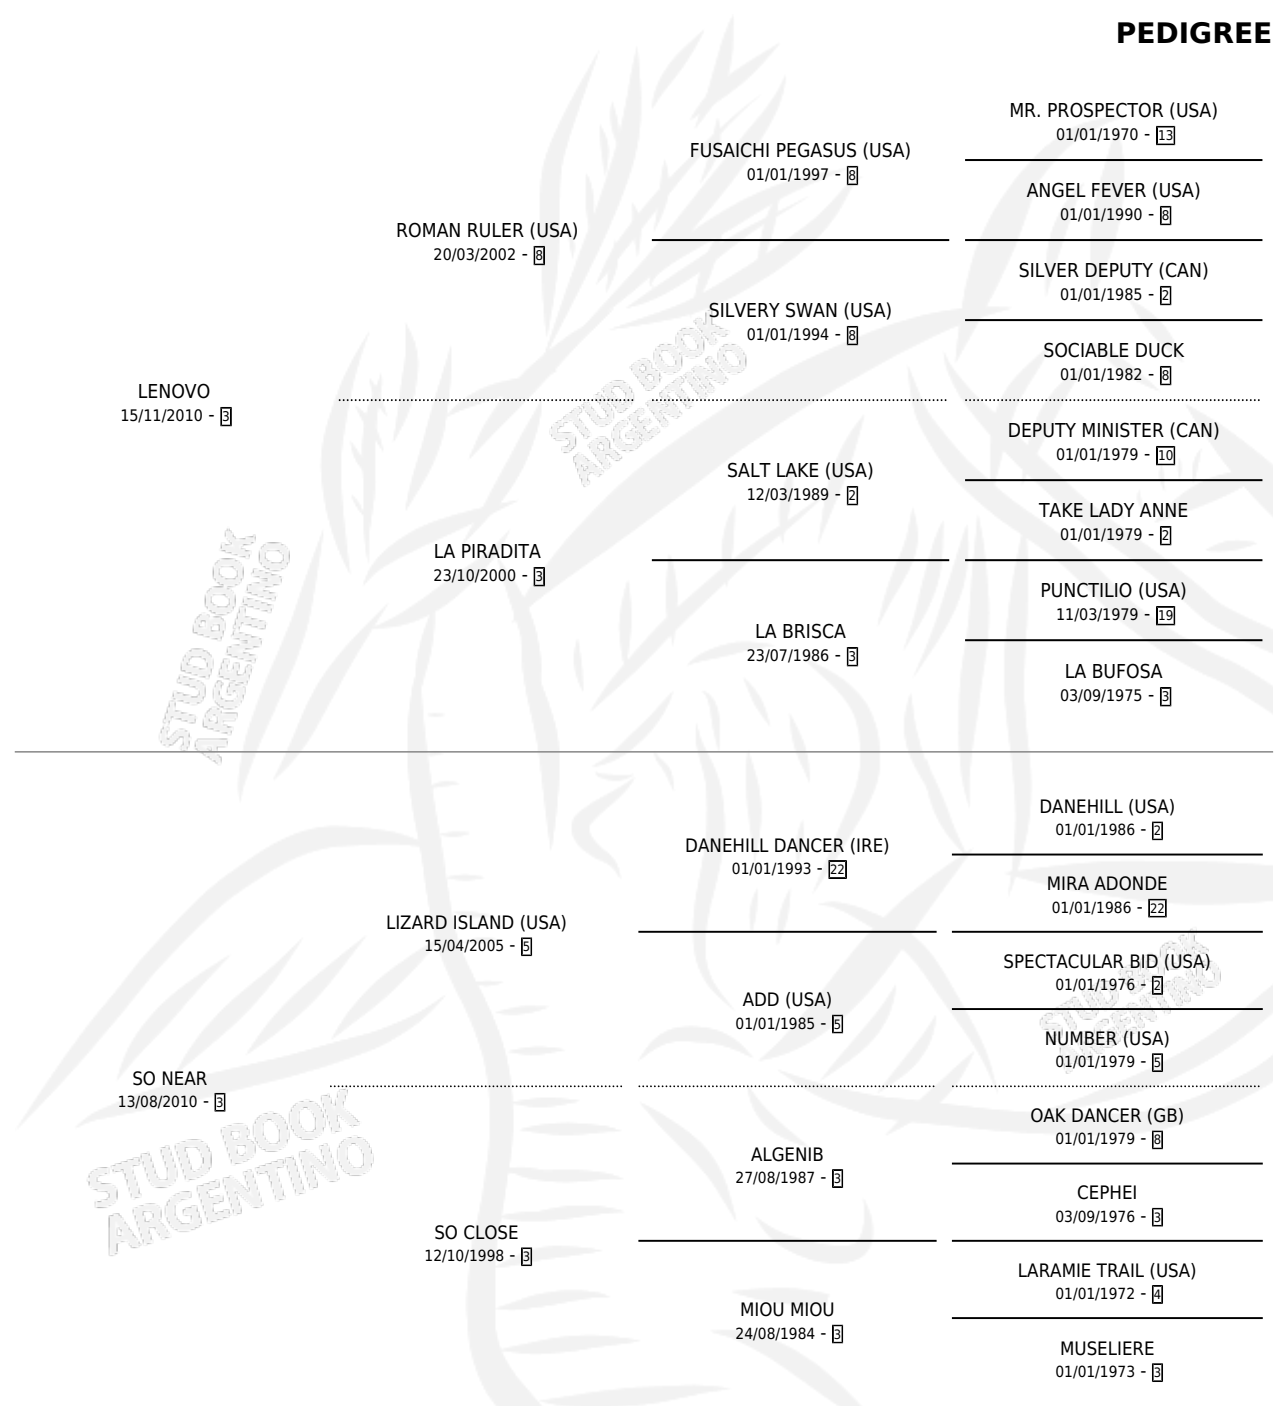 PEDIGREE
MR. PROSPECTOR (USA)
01/01/1970 - 13
FUSAICHI PEGASUS (USA)
01/01/1997 - 8
ANGEL FEVER (USA)
01/01/1990 - 8
ROMAN RULER (USA)
20/03/2002 - 8
SILVER DEPUTY (CAN)
01/01/1985 - 2
SILVERY SWAN (USA)
01/01/1994 - 8
SOCIABLE DUCK
01/01/1982 - 8
LENOVO
15/11/2010 - 3
DEPUTY MINISTER (CAN)
01/01/1979 - 10
SALT LAKE (USA)
12/03/1989 - 2
TAKE LADY ANNE
01/01/1979 - 2
LA PIRADITA
23/10/2000 - 3
PUNCTILIO (USA)
11/03/1979 - 19
LA BRISCA
23/07/1986 - 3
LA BUFOSA
03/09/1975 - 3
DANEHILL (USA)
01/01/1986 - 2
DANEHILL DANCER (IRE)
01/01/1993 - 22
MIRA ADONDE
01/01/1986 - 22
LIZARD ISLAND (USA)
15/04/2005 - 5
SPECTACULAR BID (USA)
01/01/1976 - 2
ADD (USA)
01/01/1985 - 5
NUMBER (USA)
01/01/1979 - 5
SO NEAR
13/08/2010 - 3
OAK DANCER (GB)
01/01/1979 - 8
ALGENIB
27/08/1987 - 3
CEPHEI
03/09/1976 - 3
SO CLOSE
12/10/1998 - 3
LARAMIE TRAIL (USA)
01/01/1972 - 4
MIOU MIOU
24/08/1984 - 3
MUSELIERE
01/01/1973 - 3
STUD BOOK
ARGENTINO
STUD BOOK
ARGENTINO
STUD BOOK
ARGENTINO
STUD BOOK
ARGENTINO